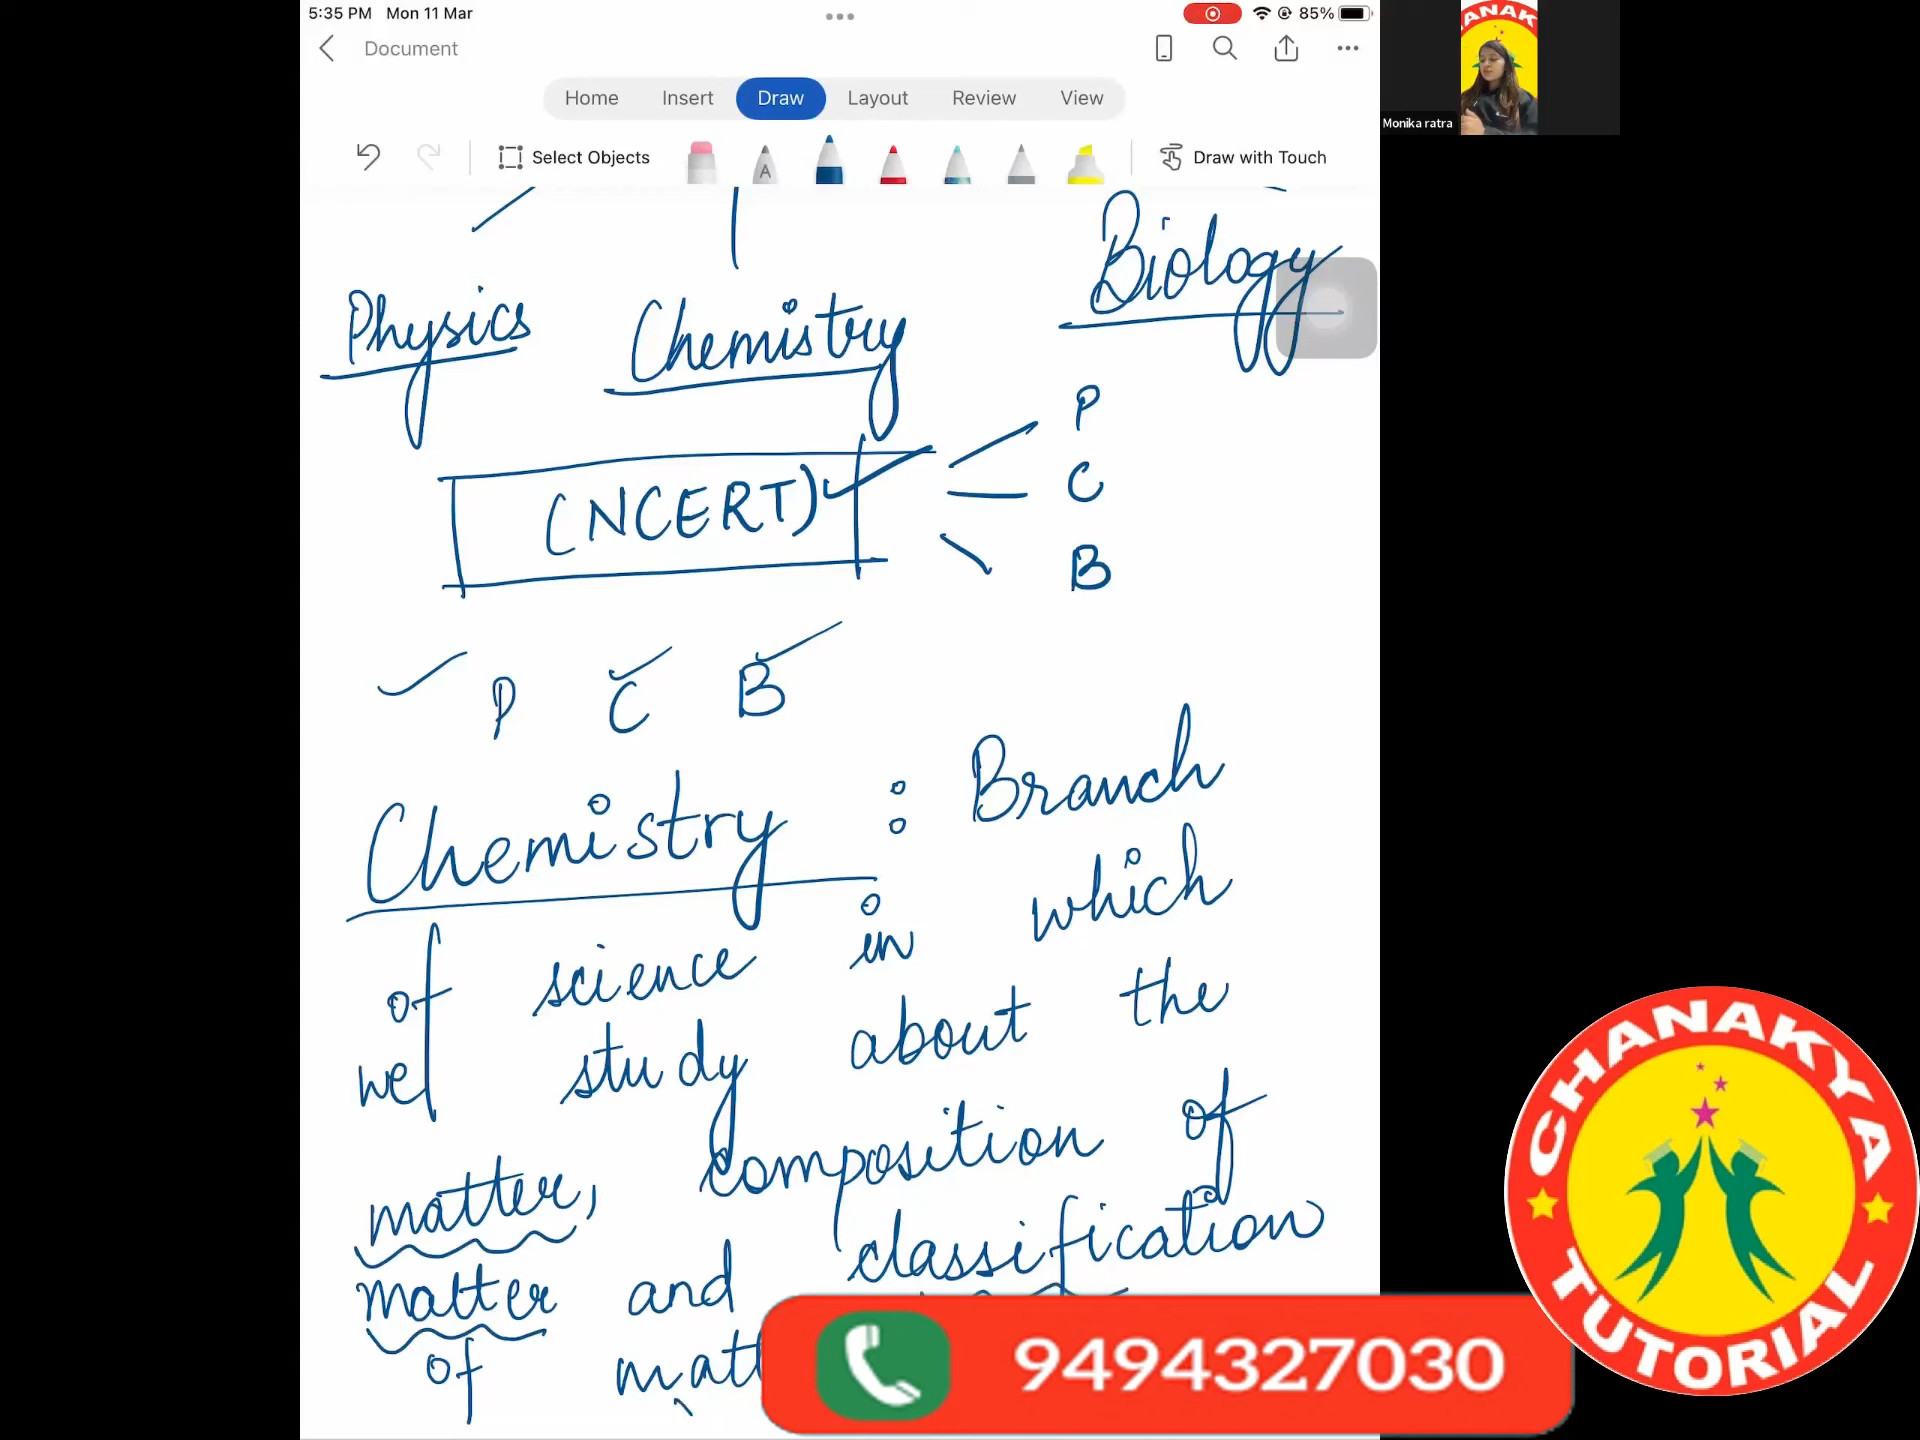 5:35 PM Mon 11 Mar
85%
Document
Home Insert Draw Layout Review View
Select Objects A Draw with Touch
CHANAK
Monika ratra
Physics Chemistry Biology
P
(NCERT) C
B
P C B
Chemistry : Branch
of science in which
we study about the
matter, composition of
matter and classification
of matt
9494327030
CHANAKYA
TUTORIAL